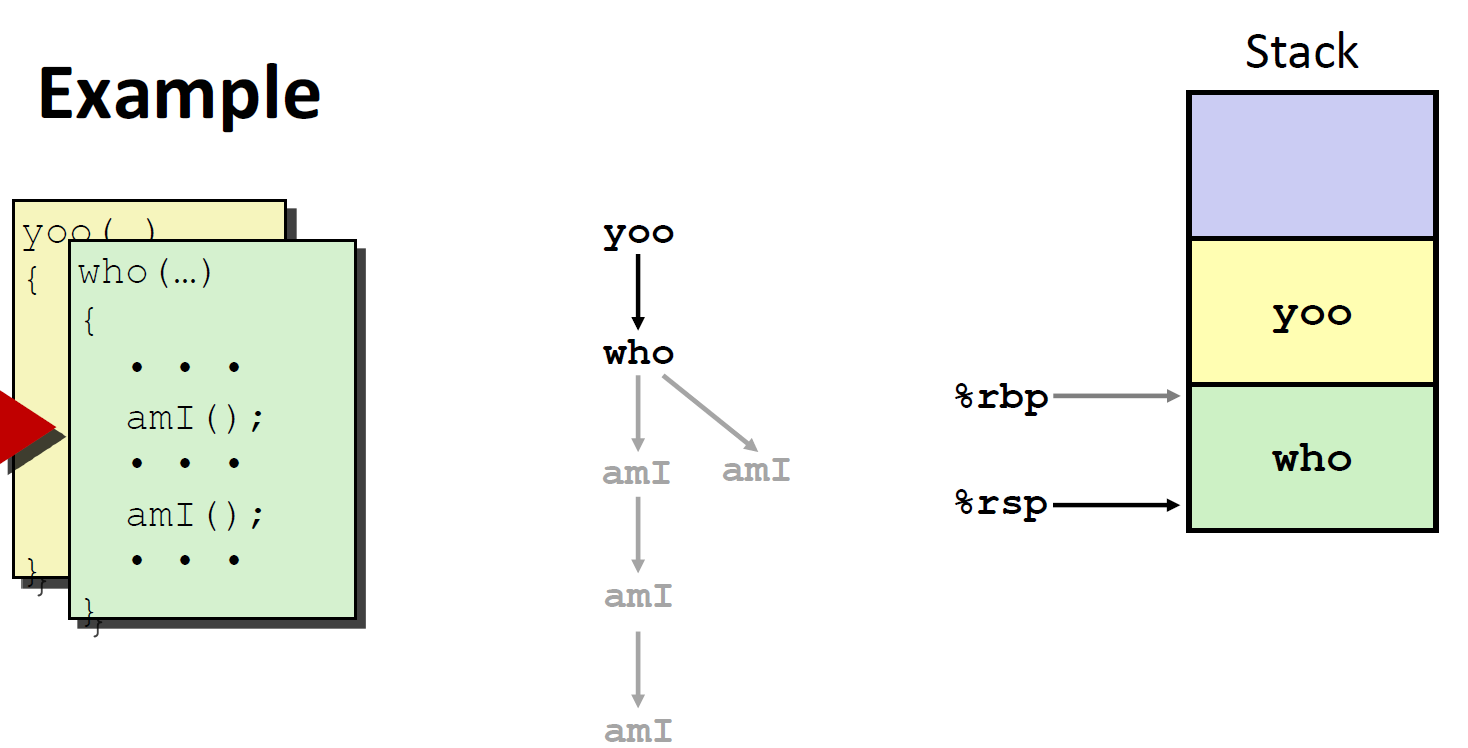 Example
Stack
yoo(…)
{
}
who(…)
{
• • •
amI();
• • •
amI();
• • •
}
yoo
who
amI
amI
amI
amI
yoo
%rbp
who
%rsp